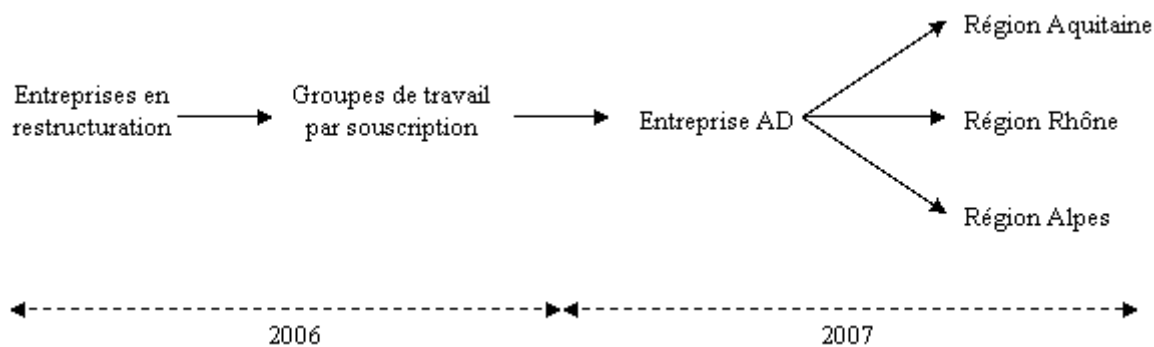 Région Aquitaine
Entreprises en
restructuration
Groupes de travail
par souscription
Entreprise AD
Région Rhône
Région Alpes
2006
2007